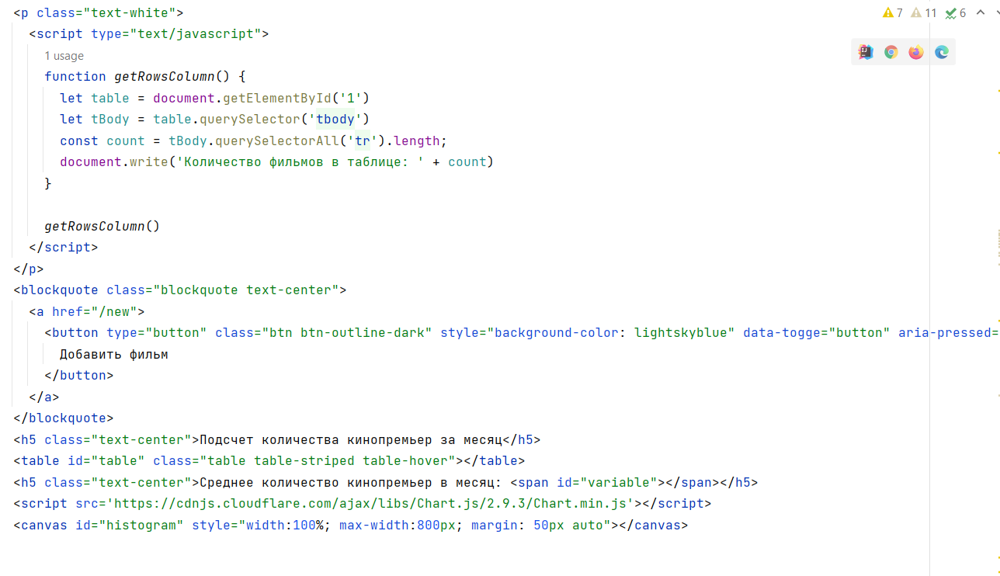 <p class="text-white">
<script type="text/javascript">
1 usage
function getRowsColumn() {
let table = document.getElementById('1')
let tBody = table.querySelector('tbody')
const count = tBody.querySelectorAll('tr').length;
document.write('Количество фильмов в таблице: ' + count)
}
getRowsColumn()
</script>
</p>
<blockquote class="blockquote text-center">
<a href="/new">
<button type="button" class="btn btn-outline-dark" style="background-color: lightskyblue" data-togge="button" aria-pressed=
Добавить фильм
</button>
</a>
</blockquote>
<h5 class="text-center">Подсчет количества кинопремьер за месяц</h5>
<table id="table" class="table table-striped table-hover"></table>
<h5 class="text-center">Среднее количество кинопремьер в месяц: <span id="variable"></span></h5>
<script src='https://cdnjs.cloudflare.com/ajax/libs/Chart.js/2.9.3/Chart.min.js'></script>
<canvas id="histogram" style="width:100%; max-width:800px; margin: 50px auto"></canvas>
7 11 6